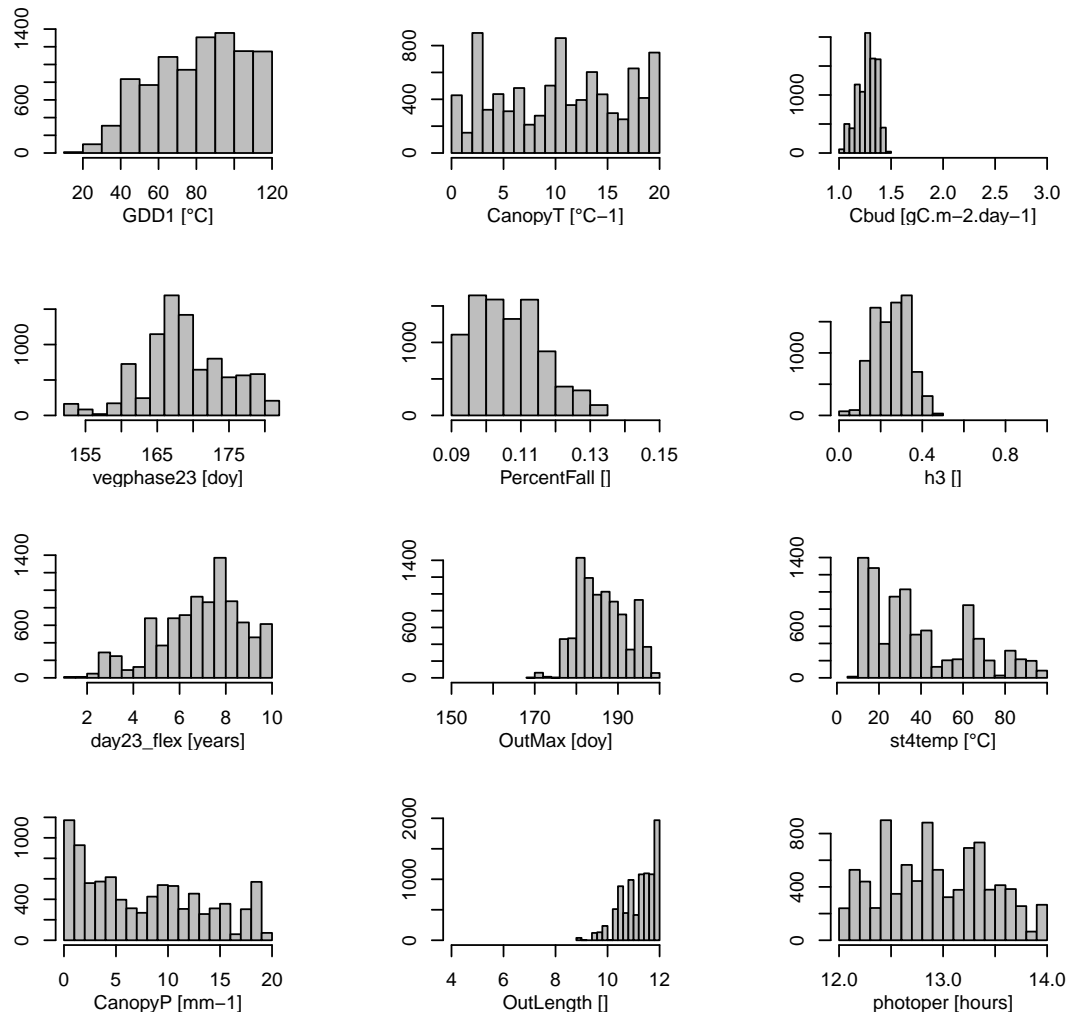 0 600 1400
20 40 60 80 120
GDD1 [°C]
0 400 800
0 5 10 15 20
CanopyT [°C−1]
0 1000
1.0 1.5 2.0 2.5 3.0
Cbud [gC.m−2.day−1]
0 1000
155 165 175
vegphase23 [doy]
0 1000
0.09 0.11 0.13 0.15
PercentFall []
0 1000
0.0 0.4 0.8
h3 []
0 600 1400
2 4 6 8 10
day23_flex [years]
0 600 1400
150 170 190
OutMax [doy]
0 600 1400
0 20 40 60 80
st4temp [°C]
0 400 1000
0 5 10 15 20
CanopyP [mm−1]
0 1000 2000
4 6 8 10 12
OutLength []
0 400 800
12.0 13.0 14.0
photoper [hours]